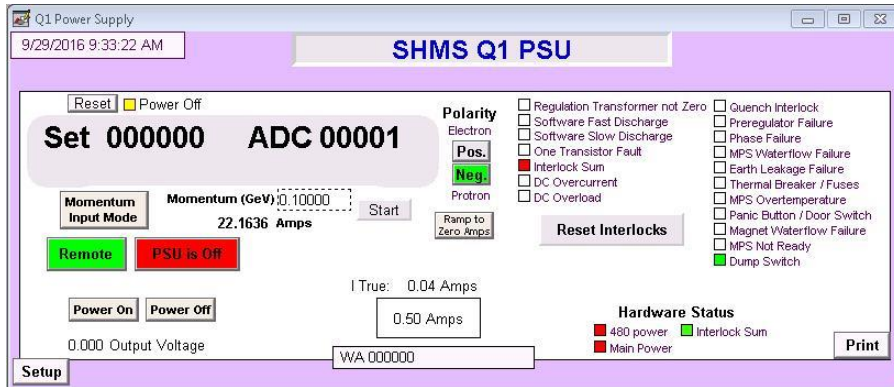 Q1 Power Supply
9/29/2016 9:33:22 AM
SHMS Q1 PSU
Reset Power Off
Set 000000 ADC 00001
Momentum Input Mode
Momentum (GeV) 0.10000
Start
22.1636 Amps
Remote
PSU is Off
Polarity
Electron
Pos.
Neg.
Protron
Ramp to Zero Amps
Regulation Transformer not Zero
Software Fast Discharge
Software Slow Discharge
One Transistor Fault
Interlock Sum
DC Overcurrent
DC Overload
Reset Interlocks
Quench Interlock
Preregulator Failure
Phase Failure
MPS Waterflow Failure
Earth Leakage Failure
Thermal Breaker / Fuses
MPS Overtemperature
Panic Button / Door Switch
Magnet Waterflow Failure
MPS Not Ready
Dump Switch
Power On Power Off
0.000 Output Voltage
I True: 0.04 Amps
0.50 Amps
WA 000000
Hardware Status
480 power Interlock Sum
Main Power
Print
Setup